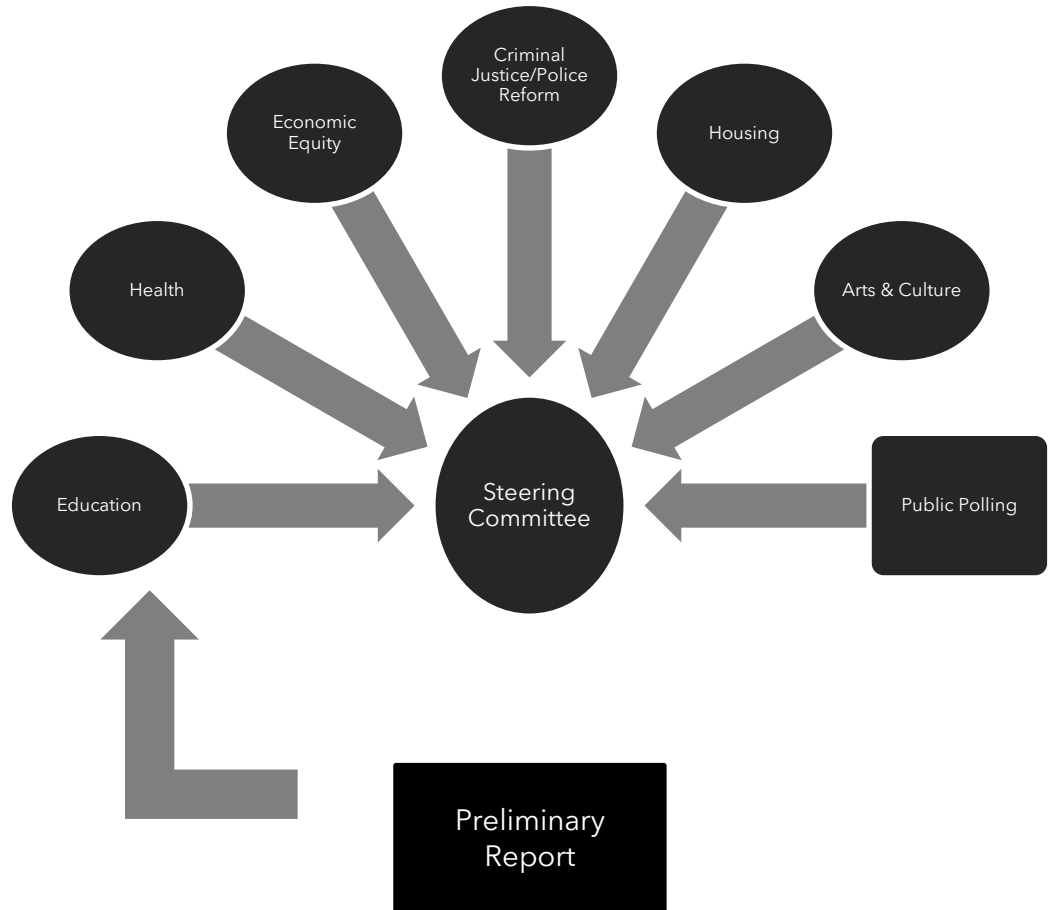 Criminal
Justice/Police
Reform
Economic
Equity
Housing
Health
Arts & Culture
Education
Steering
Committee
Public Polling
Preliminary
Report